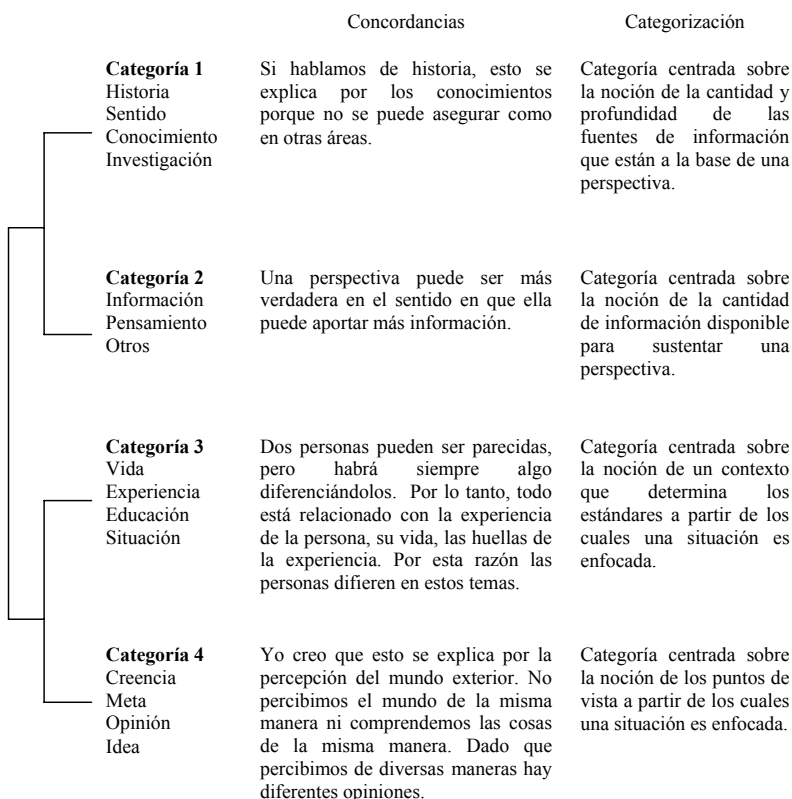 Concordancias
Categorización
Categoría 1
Historia
Sentido
Conocimiento
Investigación
Si hablamos de historia, esto se
explica por los conocimientos
porque no se puede asegurar como
en otras áreas.
Categoría centrada sobre
la noción de la cantidad y
profundidad de las
fuentes de información
que están a la base de una
perspectiva.
Categoría 2
Información
Pensamiento
Otros
Una perspectiva puede ser más
verdadera en el sentido en que ella
puede aportar más información.
Categoría centrada sobre
la noción de la cantidad
de información disponible
para sustentar una
perspectiva.
Categoría 3
Vida
Experiencia
Educación
Situación
Dos personas pueden ser parecidas,
pero habrá siempre algo
diferenciándolos. Por lo tanto, todo
está relacionado con la experiencia
de la persona, su vida, las huellas de
la experiencia. Por esta razón las
personas difieren en estos temas.
Categoría centrada sobre
la noción de un contexto
que determina los
estándares a partir de los
cuales una situación es
enfocada.
Categoría 4
Creencia
Meta
Opinión
Idea
Yo creo que esto se explica por la
percepción del mundo exterior. No
percibimos el mundo de la misma
manera ni comprendemos las cosas
de la misma manera. Dado que
percibimos de diversas maneras hay
diferentes opiniones.
Categoría centrada sobre
la noción de los puntos de
vista a partir de los cuales
una situación es enfocada.